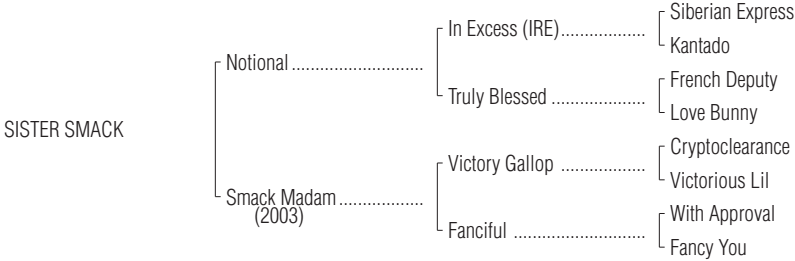 Siberian Express
In Excess (IRE)...................
Kantado
Notional .............................
French Deputy
Truly Blessed .....................
Love Bunny
SISTER SMACK
Cryptoclearance
Victory Gallop ...................
Victorious Lil
Smack Madam ...................
(2003)
With Approval
Fanciful .............................
Fancy You